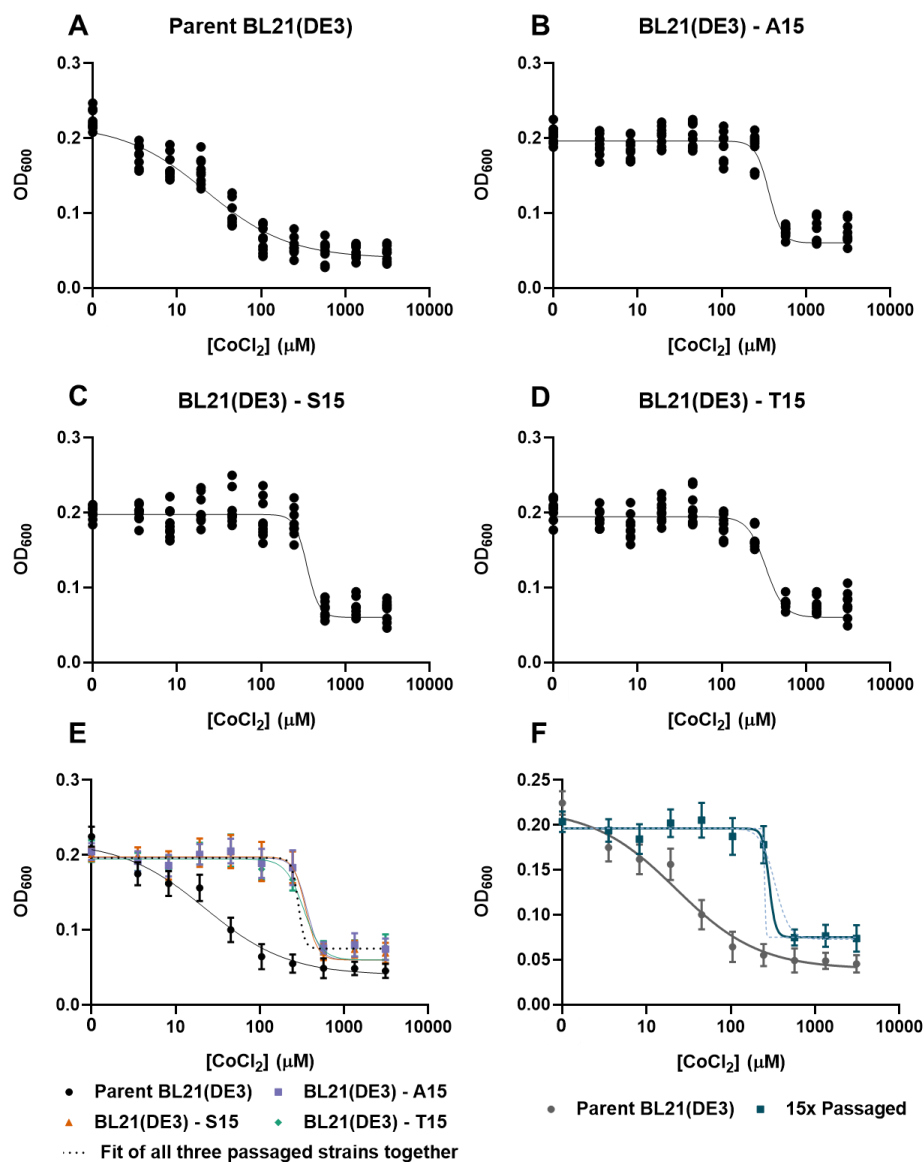 A
Parent BL21(DE3)
0.3
0.2
0.1
0.0
OD600
0
10
100
1000
10000
[CoCl2] (μM)
B
BL21(DE3) - A15
0.3
0.2
0.1
0.0
OD600
0
10
100
1000
10000
[CoCl2] (μM)
C
BL21(DE3) - S15
0.3
0.2
0.1
0.0
OD600
0
10
100
1000
10000
[CoCl2] (μM)
D
BL21(DE3) - T15
0.3
0.2
0.1
0.0
OD600
0
10
100
1000
10000
[CoCl2] (μM)
E
0.3
0.2
0.1
0.0
OD600
0
10
100
1000
10000
[CoCl2] (μM)
Parent BL21(DE3)
BL21(DE3) - A15
BL21(DE3) - S15
BL21(DE3) - T15
Fit of all three passaged strains together
F
0.25
0.20
0.15
0.10
0.05
0.00
OD600
0
10
100
1000
10000
[CoCl2] (μM)
Parent BL21(DE3)
15x Passaged